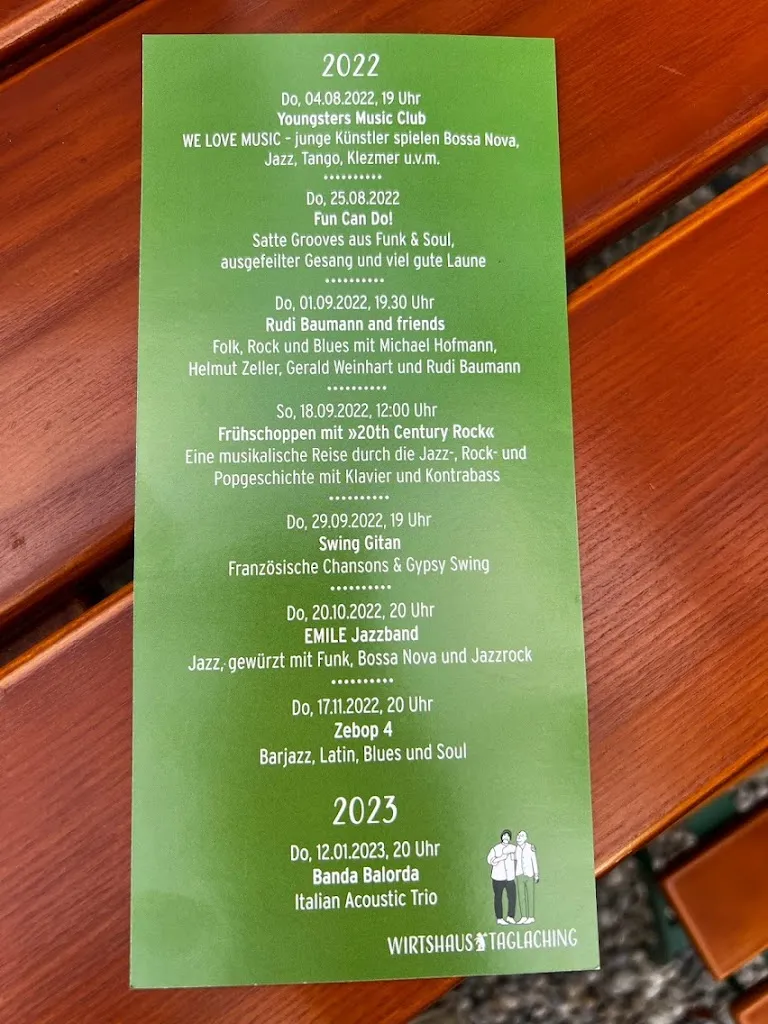 2022
Do, 04.08.2022, 19 Uhr
Youngsters Music Club
WE LOVE MUSIC – junge Künstler spielen Bossa Nova,
Jazz, Tango, Klezmer u.v.m.
Do, 25.08.2022
Fun Can Do!
Satte Grooves aus Funk & Soul,
ausgefeilter Gesang und viel gute Laune
Do, 01.09.2022, 19.30 Uhr
Rudi Baumann and friends
Folk, Rock und Blues mit Michael Hofmann,
Helmut Zeller, Gerald Weinhart und Rudi Baumann
So, 18.09.2022, 12:00 Uhr
Frühschoppen mit »20th Century Rock«
Eine musikalische Reise durch die Jazz-, Rock- und
Popgeschichte mit Klavier und Kontrabass
Do, 29.09.2022, 19 Uhr
Swing Gitan
Französische Chansons & Gypsy Swing
Do, 20.10.2022, 20 Uhr
EMILE Jazzband
Jazz, gewürzt mit Funk, Bossa Nova und Jazzrock
Do, 17.11.2022, 20 Uhr
Zebop 4
Barjazz, Latin, Blues und Soul
2023
Do, 12.01.2023, 20 Uhr
Banda Balorda
Italian Acoustic Trio
WIRTSHAUS TAGLACHING